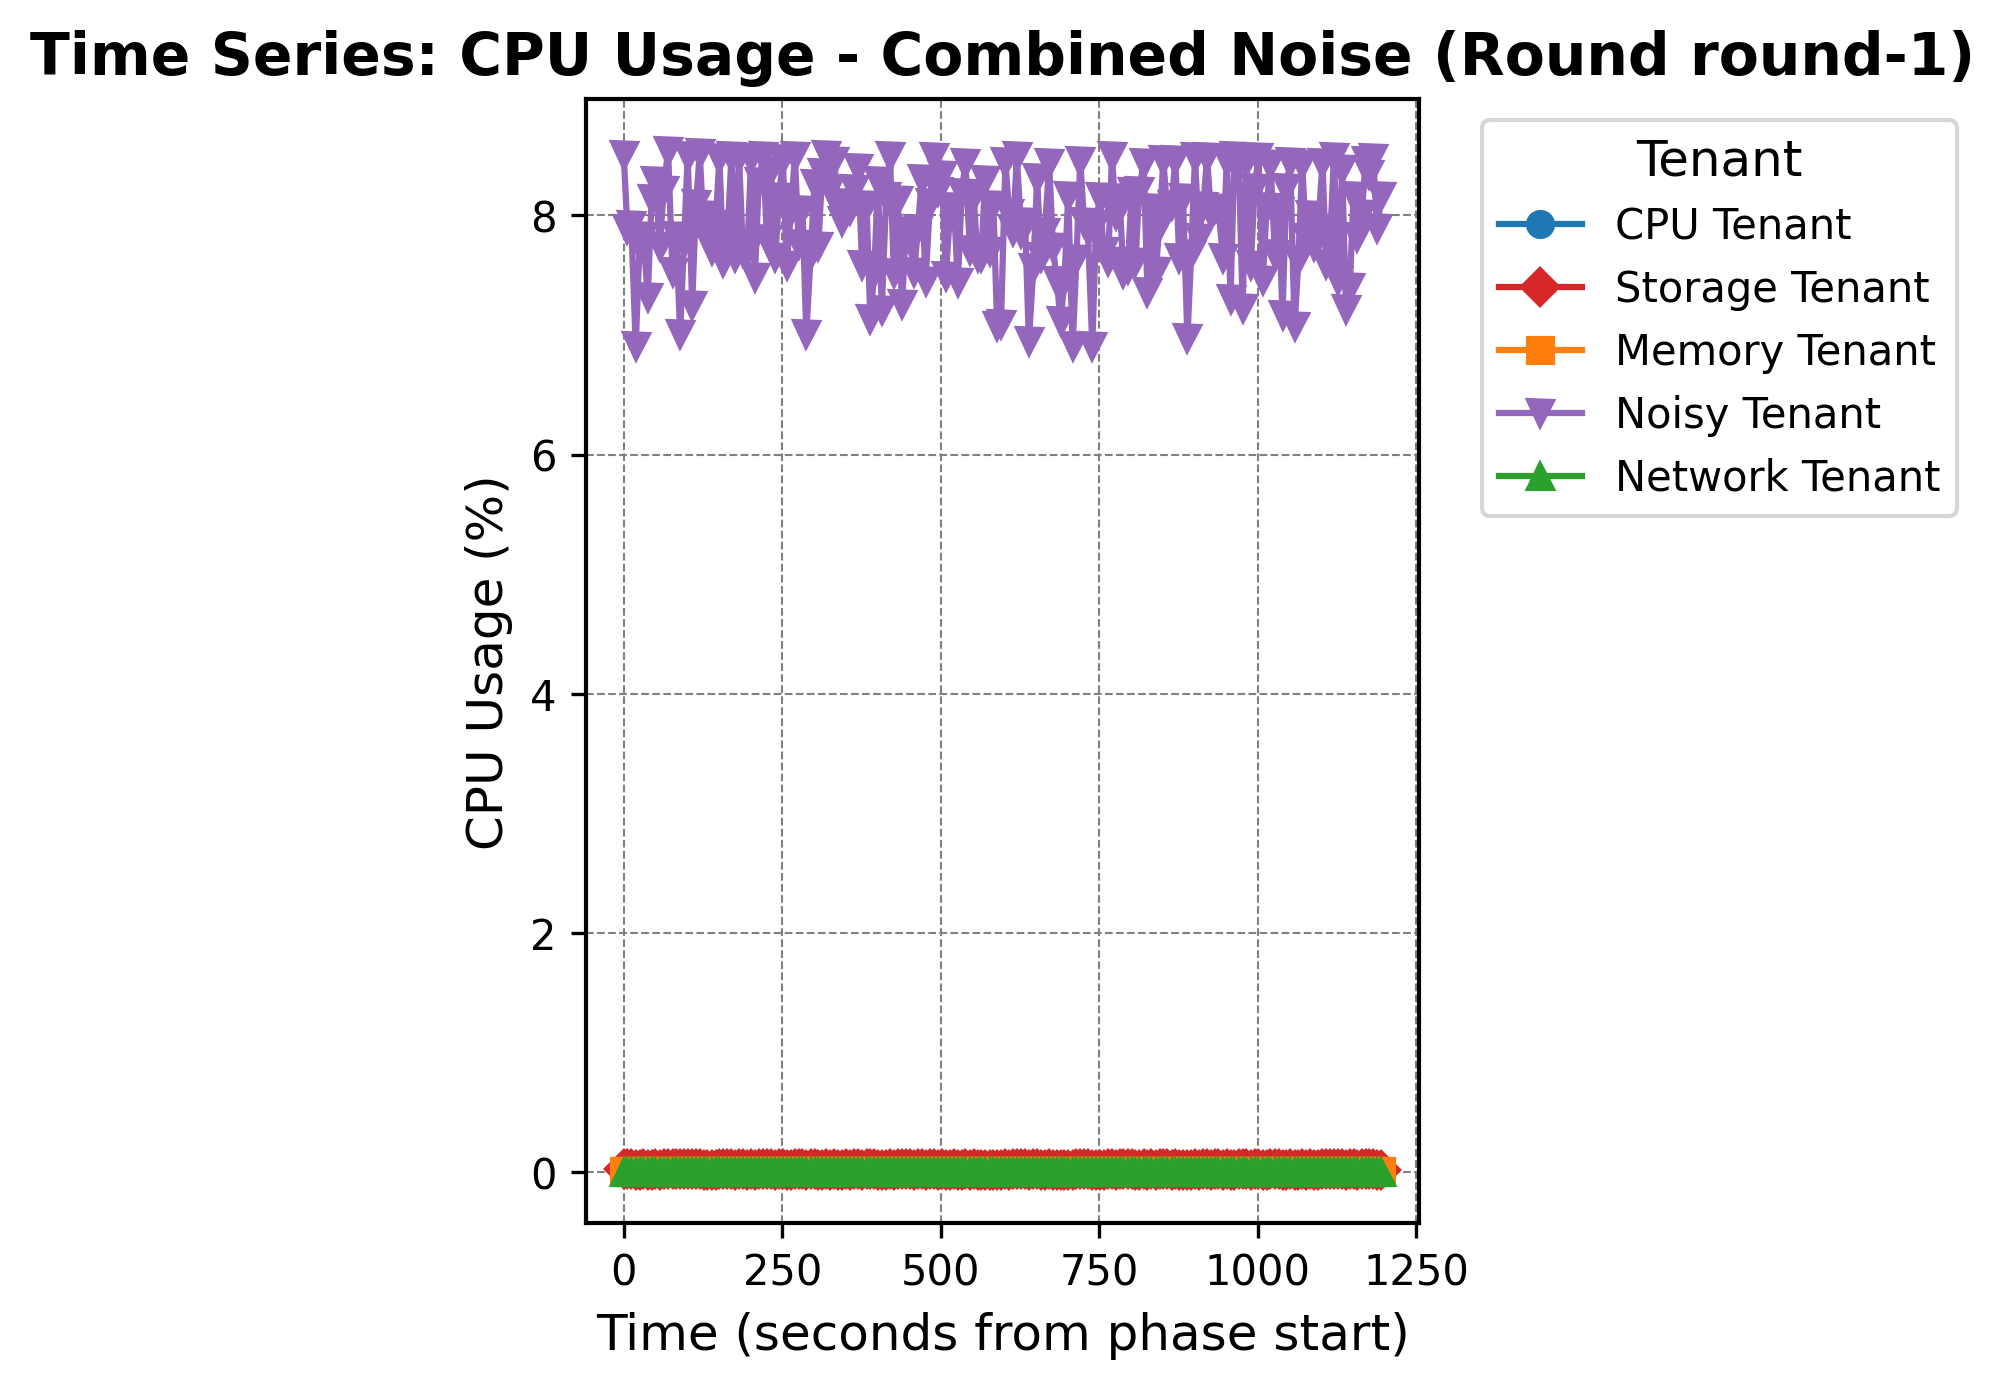 Time Series: CPU Usage - Combined Noise (Round round-1)
Tenant
CPU Tenant
Storage Tenant
Memory Tenant
Noisy Tenant
Network Tenant
CPU Usage (%)
8
6
4
2
0
0 250 500 750 1000 1250
Time (seconds from phase start)